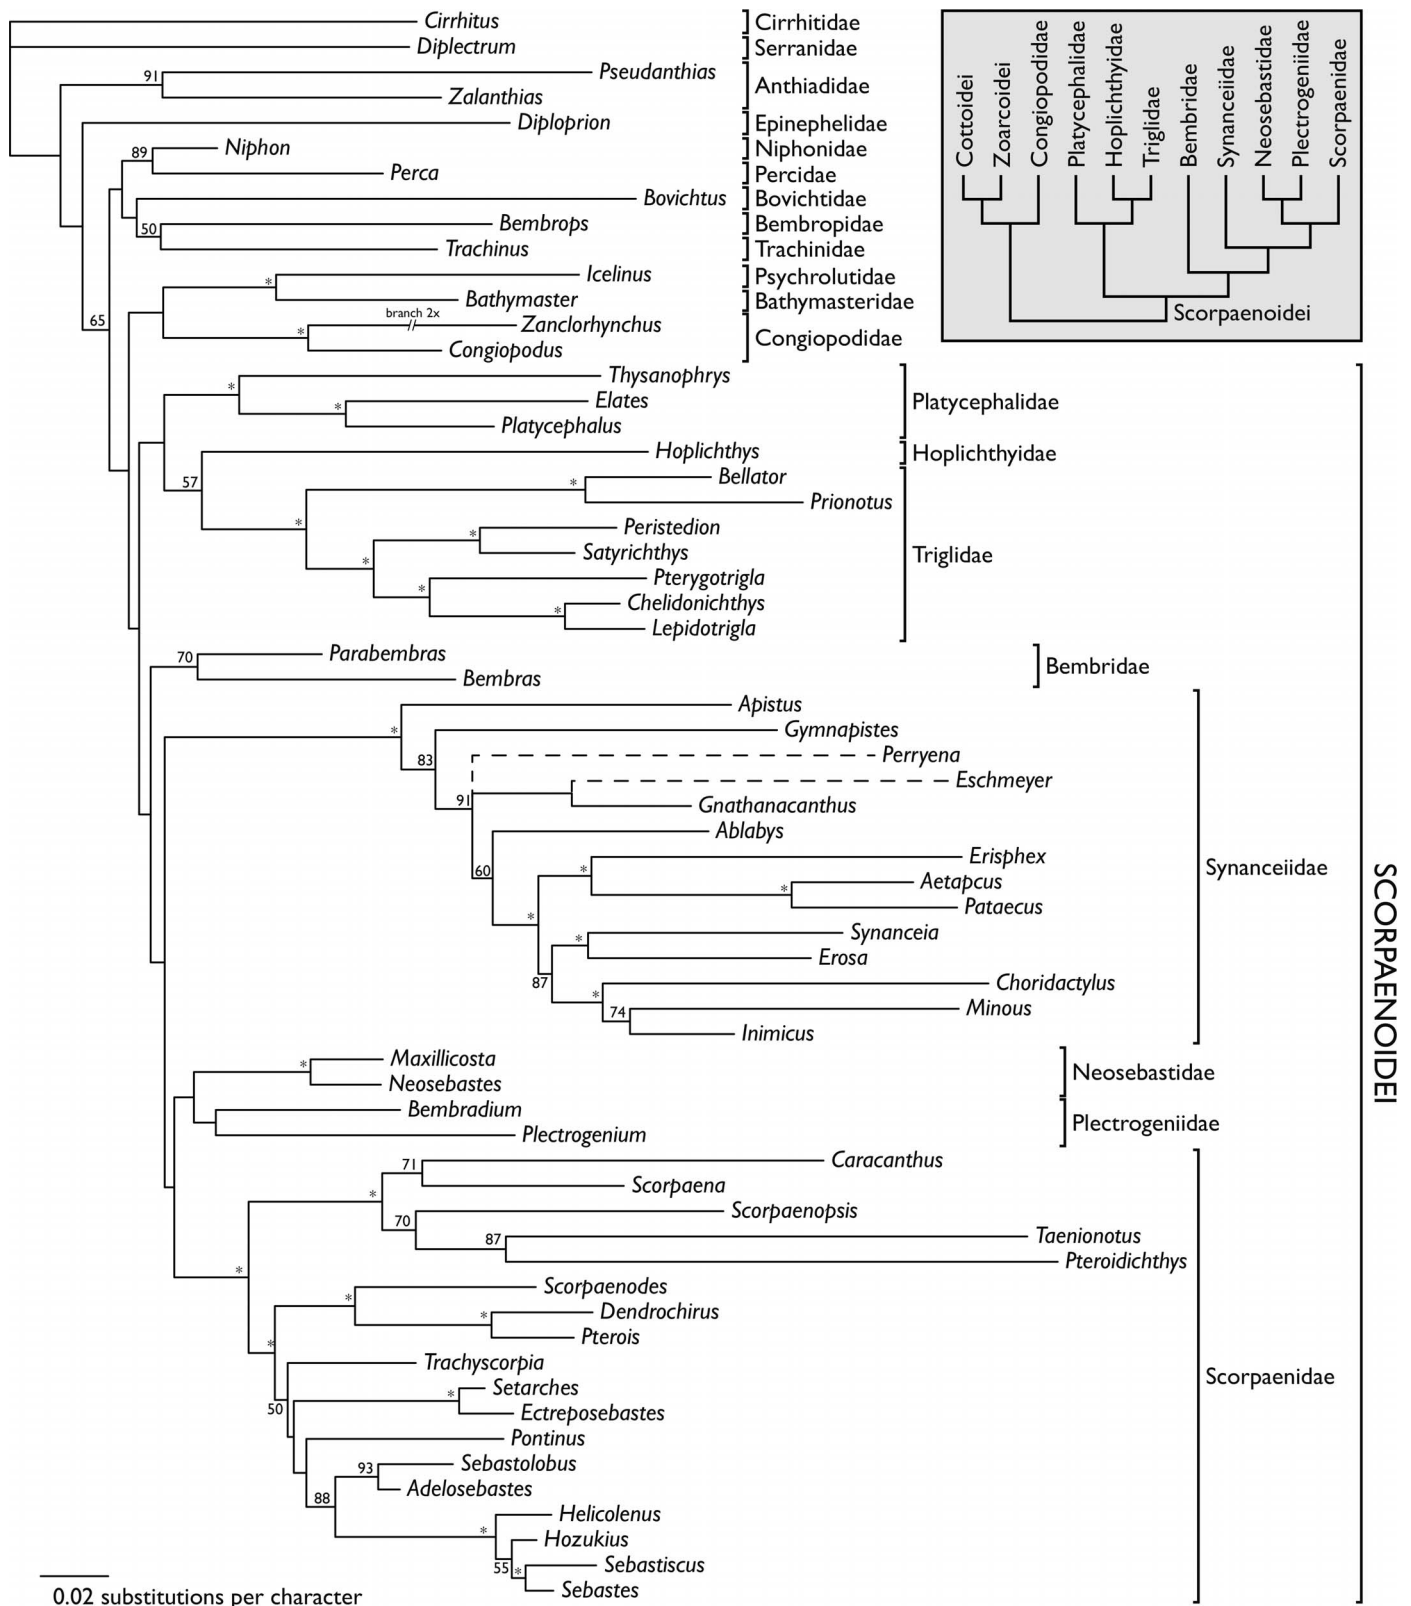 Cirrhitus
Cirrhitidae
Diplectrum
Serranidae
91
Pseudanthias
Zalanthias
Anthiadidae
Diploprion
Epinephelidae
89
Niphon
Niphonidae
Perca
Percidae
Bovichtus
Bovichtidae
50
Bembrops
Bembropidae
Trachinus
Trachinidae
*
Icelinus
Psychrolutidae
Bathymaster
Bathymasteridae
65
branch 2x
*
Zanclorhynchus
Congiopodus
Congiopodidae
Cottoidei
Zoarcoidei
Congiopodidae
Platycephalidae
Hoplichthyidae
Triglidae
Bembridae
Synanceiidae
Neosebastidae
Plectrogeniidae
Scorpaenidae
Scorpaenoidei
*
Thysanophrys
*
Elates
Platycephalus
Platycephalidae
57
Hoplichthys
Hoplichthyidae
*
Bellator
Prionotus
*
*
Peristedion
Satyrichthys
*
Triglidae
*
Pterygotrigla
*
Chelidonichthys
Lepidotrigla
70
Parabembras
Bembras
Bembridae
*
Apistus
83
Gymnapistes
Perryena
91
Eschmeyer
Gnathanacanthus
60
Ablabys
*
Erisphex
*
Aetapcus
Pataecus
*
*
Synanceia
Erosa
87
*
Choridactylus
74
Minous
Inimicus
Synanceiidae
SCORPAENOIDEI
*
Maxillicosta
Neosebastes
Neosebastidae
Bembradium
Plectrogenium
Plectrogeniidae
71
Caracanthus
Scorpaena
*
70
Scorpaenopsis
87
Taenionotus
Pteroidichthys
*
*
Scorpaenodes
*
Dendrochirus
Pterois
*
Trachyscorpia
50
*
Setarches
Ectreposebastes
Scorpaenidae
Pontinus
93
Sebastolobus
Adelosebastes
88
*
Helicolenus
Hozukius
55
*
Sebastiscus
Sebastes
0.02 substitutions per character